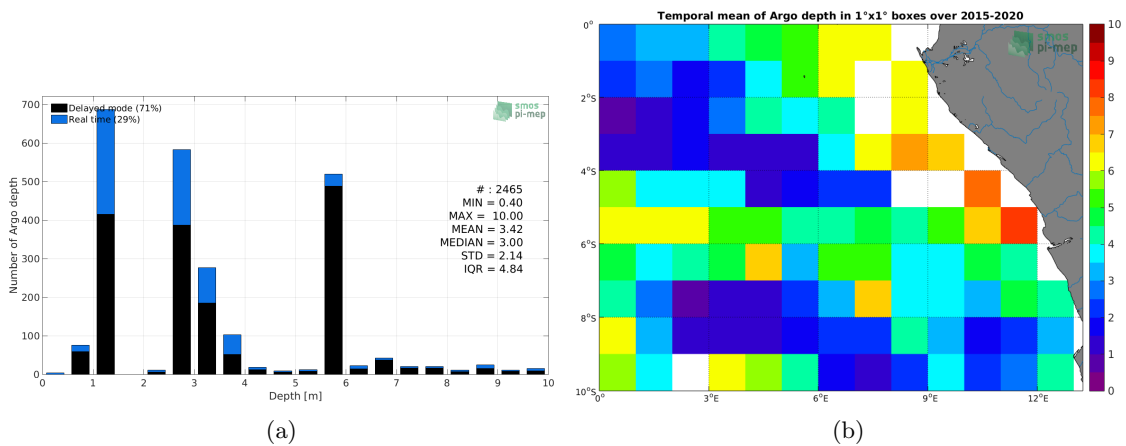 Temporal mean of Argo depth in 1°x1° boxes over 2015-2020
smos
pi-mep
Delayed mode (71%)
Real time (29%)
smos
pi-mep
# : 2465
MIN = 0.40
MAX = 10.00
MEAN = 3.42
MEDIAN = 3.00
STD = 2.14
IQR = 4.84
Number of Argo depth
700
600
500
400
300
200
100
0
0 1 2 3 4 5 6 7 8 9 10
Depth [m]
0°
2°S
4°S
6°S
8°S
10°S
0° 3°E 6°E 9°E 12°E
10
9
8
7
6
5
4
3
2
1
0
(a) (b)